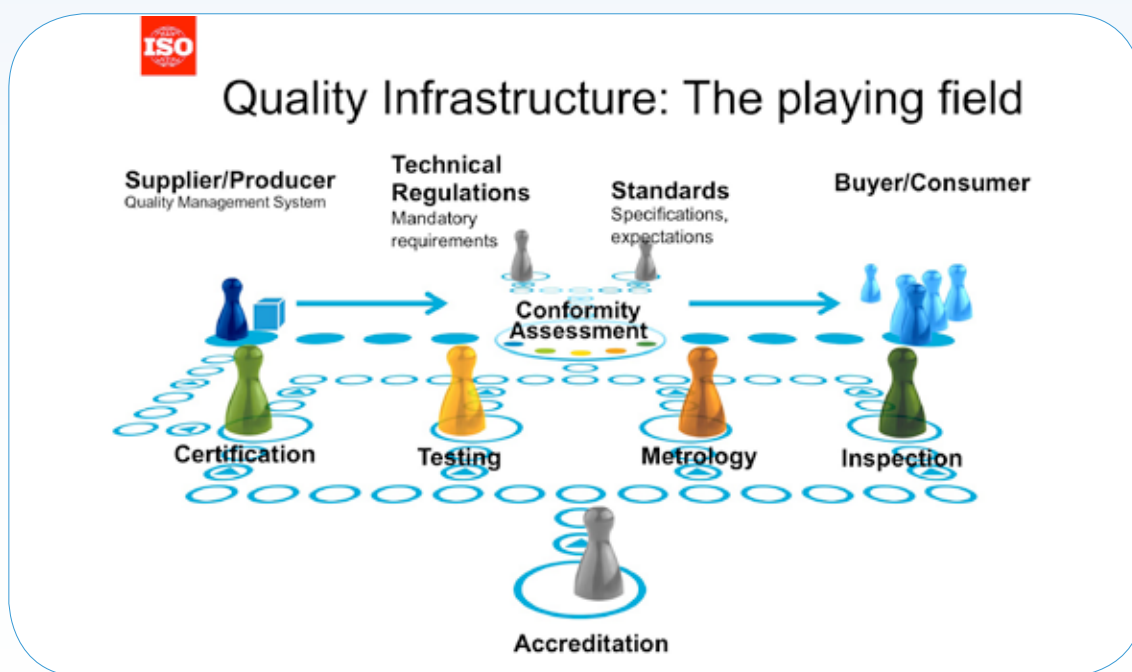 ISO
Quality Infrastructure: The playing field
Supplier/Producer
Quality Management System
Technical
Regulations
Mandatory
requirements
Standards
Specifications,
expectations
Buyer/Consumer
Conformity
Assessment
Certification
Testing
Metrology
Inspection
Accreditation